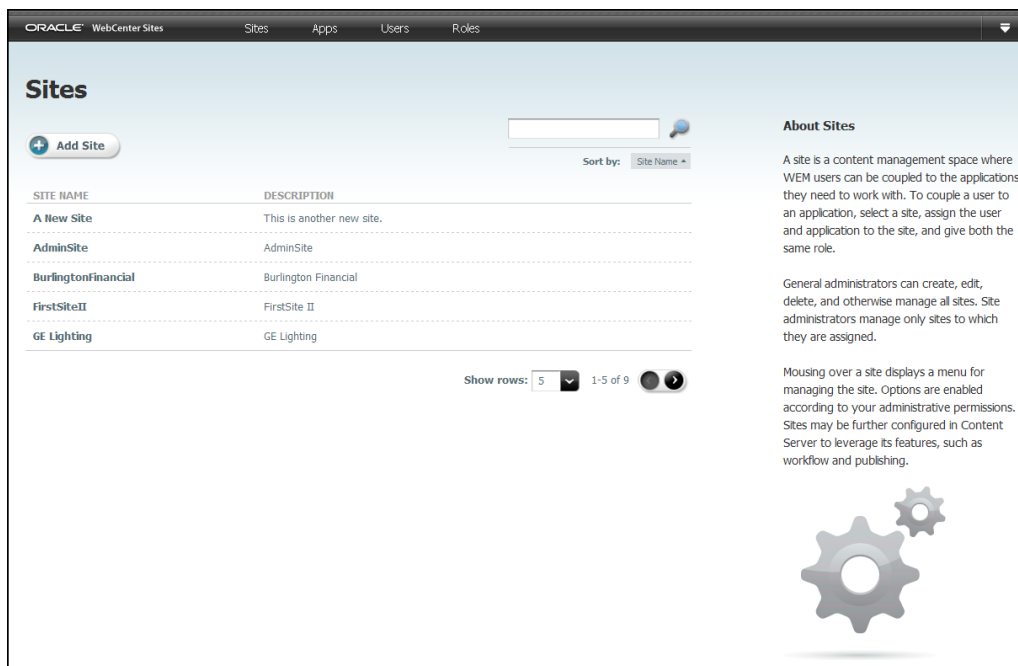 ORACLE WebCenter Sites Sites Apps Users Roles
Sites
Add Site
Sort by: Site Name
SITE NAME DESCRIPTION
A New Site This is another new site.
AdminSite AdminSite
BurlingtonFinancial Burlington Financial
FirstSiteII FirstSite II
GE Lighting GE Lighting
Show rows: 5 1-5 of 9
About Sites
A site is a content management space where
WEM users can be coupled to the applications
they need to work with. To couple a user to
an application, select a site, assign the user
and application to the site, and give both the
same role.
General administrators can create, edit,
delete, and otherwise manage all sites. Site
administrators manage only sites to which
they are assigned.
Mousing over a site displays a menu for
managing the site. Options are enabled
according to your administrative permissions.
Sites may be further configured in Content
Server to leverage its features, such as
workflow and publishing.